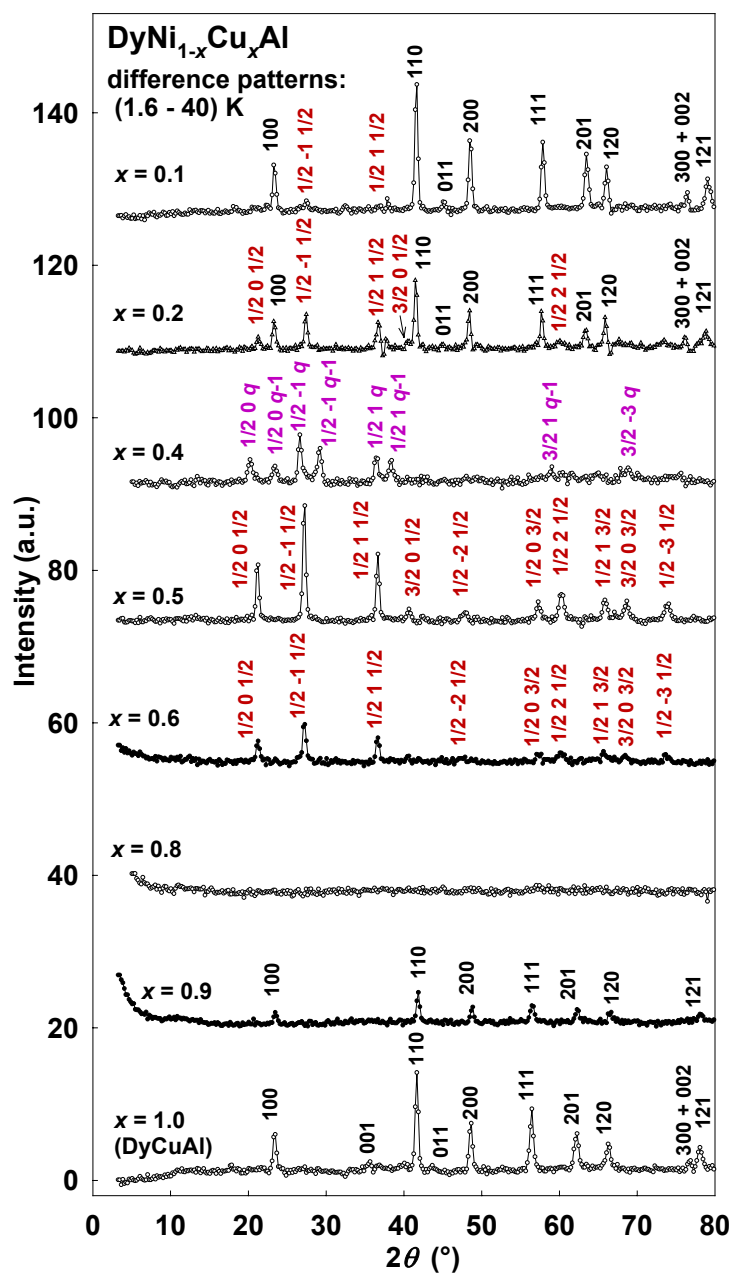 DyNi1-xCuxAl
difference patterns:
(1.6 - 40) K
140
x = 0.1
100
1/2 -1 1/2
1/2 1 1/2
110
011
200
111
201
120
300 + 002
121
120
x = 0.2
1/2 0 1/2
100
1/2 -1 1/2
1/2 1 1/2
3/2 0 1/2
110
011
200
111
1/2 2 1/2
201
120
300 + 002
121
100
x = 0.4
1/2 0 q
1/2 0 q-1
1/2 -1 q
1/2 -1 q-1
1/2 1 q
1/2 1 q-1
3/2 1 q-1
3/2 -3 q
80
x = 0.5
1/2 0 1/2
1/2 -1 1/2
1/2 1 1/2
3/2 0 1/2
1/2 -2 1/2
1/2 0 3/2
1/2 2 1/2
1/2 1 3/2
3/2 0 3/2
1/2 -3 1/2
60
x = 0.6
1/2 0 1/2
1/2 -1 1/2
1/2 1 1/2
1/2 -2 1/2
1/2 0 3/2
1/2 2 1/2
1/2 1 3/2
3/2 0 3/2
1/2 -3 1/2
40
x = 0.8
20
x = 0.9
100
110
200
111
201
120
121
0
x = 1.0
(DyCuAl)
100
001
110
011
200
111
201
120
300 + 002
121
Intensity (a.u.)
0 10 20 30 40 50 60 70 80
2θ (°)